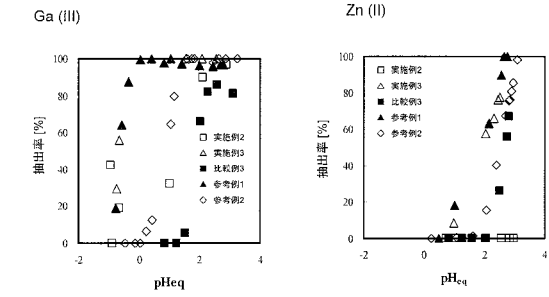 Ga (III)
Zn (II)
抽出率 [%]
100
80
60
40
20
0
-2
0
2
4
pHeq
実施例2
実施例3
比較例3
参考例1
参考例2
抽出率 [%]
100
80
60
40
20
0
-2
0
2
4
pHeq
実施例2
実施例3
比較例3
参考例1
参考例2